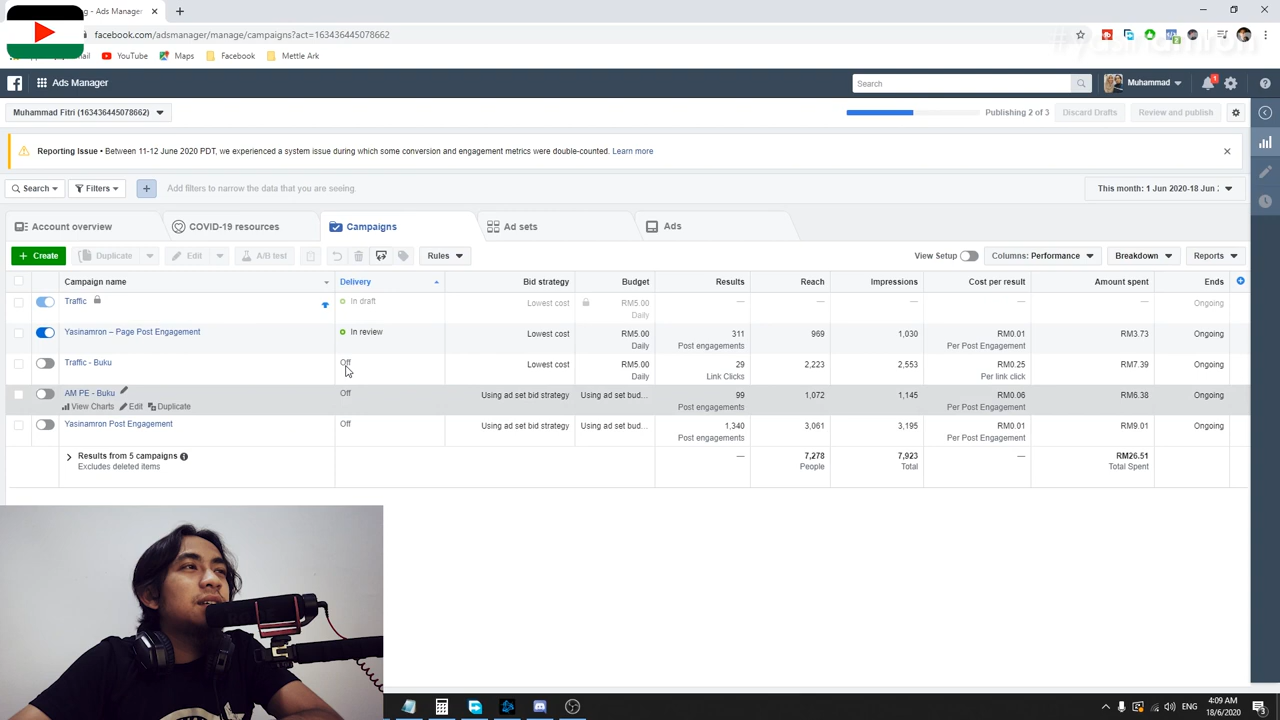 g - Ads Manager
facebook.com/adsmanager/manage/campaigns?act=163436445078662
#yasinamron
YouTube
Maps
Facebook
Mettle Ark
Ads Manager
Search
Muhammad
1
Muhammad Fitri (163436445078662)
Publishing 2 of 3
Discard Drafts
Review and publish
Reporting Issue • Between 11-12 June 2020 PDT, we experienced a system issue during which some conversion and engagement metrics were double-counted. Learn more
Search
Filters
Add filters to narrow the data that you are seeing.
This month: 1 Jun 2020-18 Jun
Account overview
COVID-19 resources
Campaigns
Ad sets
Ads
Create
Duplicate
Edit
A/B test
Rules
View Setup
Columns: Performance
Breakdown
Reports
Campaign name Delivery Bid strategy Budget Results Reach Impressions Cost per result Amount spent Ends
Traffic In draft Lowest cost RM5.00 — — — — — Ongoing
Daily
Yasinamron – Page Post Engagement In review Lowest cost RM5.00 311 969 1,030 RM0.01 RM3.73 Ongoing
Daily Post engagements Per Post Engagement
Traffic - Buku Off Lowest cost RM5.00 29 2,223 2,553 RM0.25 RM7.39 Ongoing
Daily Link Clicks Per link click
AM PE - Buku Off Using ad set bid strategy Using ad set bud... 99 1,072 1,145 RM0.06 RM6.38 Ongoing
View Charts Edit Duplicate Post engagements Per Post Engagement
Yasinamron Post Engagement Off Using ad set bid strategy Using ad set bud... 1,340 3,061 3,195 RM0.01 RM9.01 Ongoing
Post engagements Per Post Engagement
Results from 5 campaigns — 7,278 7,923 — RM26.51
Excludes deleted items People Total Total Spent
4:09 AM
ENG
18/6/2020
3